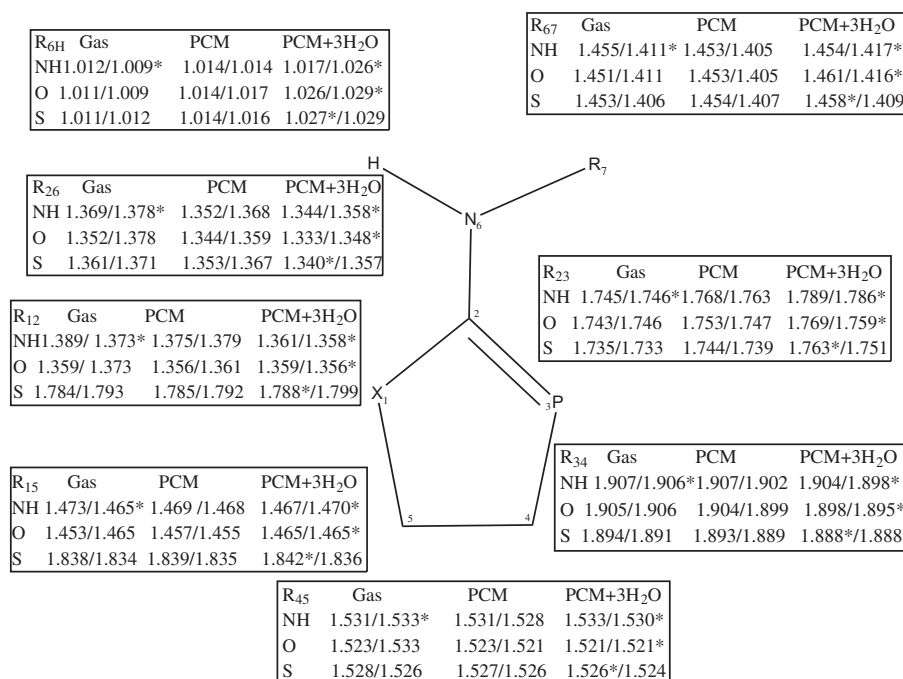 R6H Gas PCM PCM+3H2O
NH1.012/1.009* 1.014/1.014 1.017/1.026*
O 1.011/1.009 1.014/1.017 1.026/1.029*
S 1.011/1.012 1.014/1.016 1.027*/1.029
R67 Gas PCM PCM+3H2O
NH 1.455/1.411* 1.453/1.405 1.454/1.417*
O 1.451/1.411 1.453/1.405 1.461/1.416*
S 1.453/1.406 1.454/1.407 1.458*/1.409
H
R7
N6
R26 Gas PCM PCM+3H2O
NH 1.369/1.378* 1.352/1.368 1.344/1.358*
O 1.352/1.378 1.344/1.359 1.333/1.348*
S 1.361/1.371 1.353/1.367 1.340*/1.357
R23 Gas PCM PCM+3H2O
NH 1.745/1.746* 1.768/1.763 1.789/1.786*
O 1.743/1.746 1.753/1.747 1.769/1.759*
S 1.735/1.733 1.744/1.739 1.763*/1.751
R12 Gas PCM PCM+3H2O
NH1.389/ 1.373* 1.375/1.379 1.361/1.358*
O 1.359/ 1.373 1.356/1.361 1.359/1.356*
S 1.784/1.793 1.785/1.792 1.788*/1.799
2
X1
3P
R15 Gas PCM PCM+3H2O
NH 1.473/1.465* 1.469 /1.468 1.467/1.470*
O 1.453/1.465 1.457/1.455 1.465/1.465*
S 1.838/1.834 1.839/1.835 1.842*/1.836
5
4
R34 Gas PCM PCM+3H2O
NH 1.907/1.906* 1.907/1.902 1.904/1.898*
O 1.905/1.906 1.904/1.899 1.898/1.895*
S 1.894/1.891 1.893/1.889 1.888*/1.888
R45 Gas PCM PCM+3H2O
NH 1.531/1.533* 1.531/1.528 1.533/1.530*
O 1.523/1.533 1.523/1.521 1.521/1.521*
S 1.528/1.526 1.527/1.526 1.526*/1.524